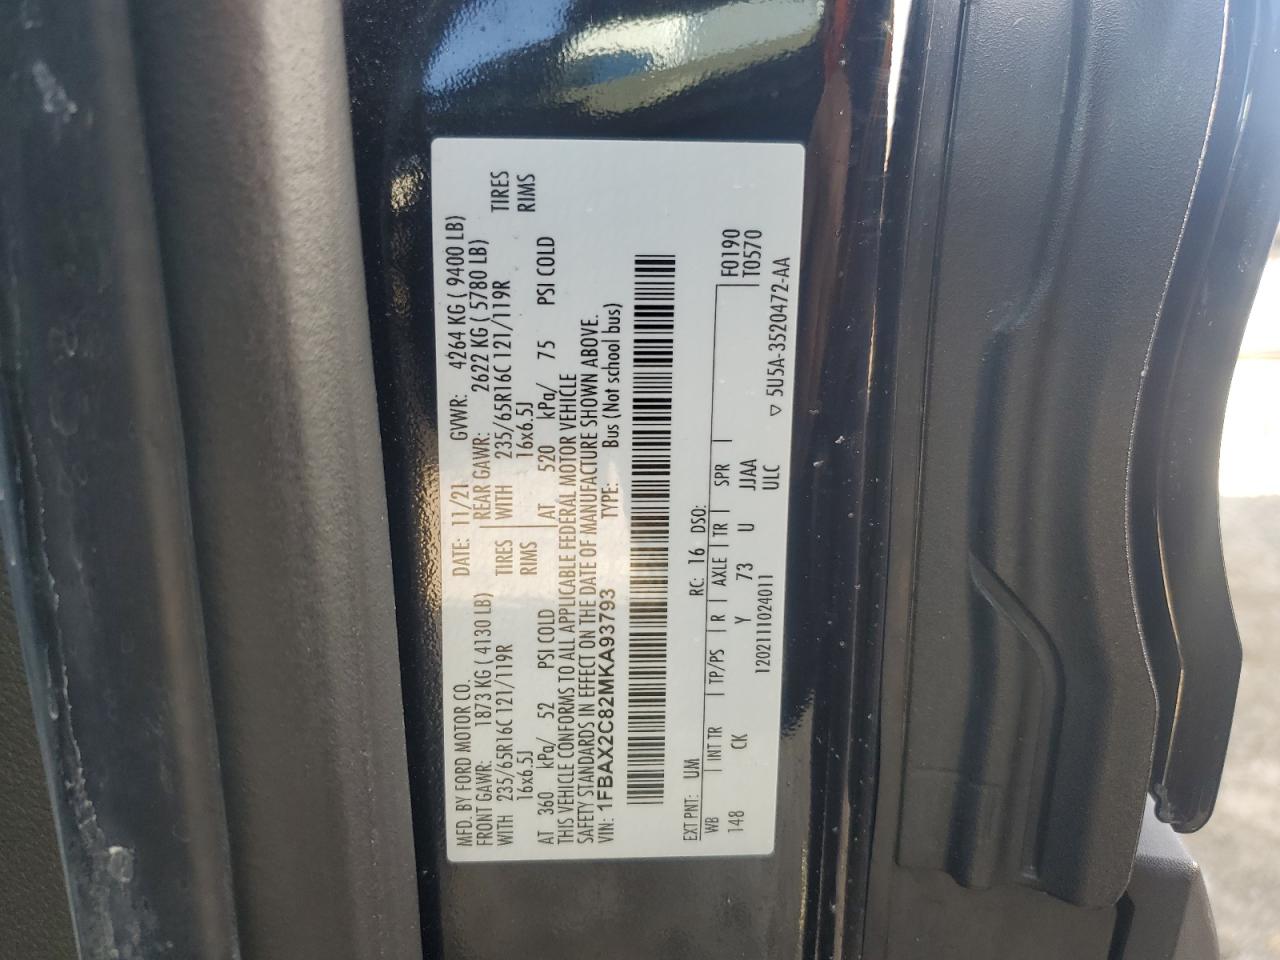 MFD. BY FORD MOTOR CO. DATE: 11/21 GVWR: 4264 KG ( 9400 LB)
FRONT GAWR: 1873 KG ( 4130 LB) REAR GAWR: 2622 KG ( 5780 LB)
WITH 235/65R16C 121/119R TIRES WITH 235/65R16C 121/119R TIRES
16x6.5J RIMS 16x6.5J RIMS
AT 360 kPa/ 52 PSI COLD AT 520 kPa/ 75 PSI COLD
THIS VEHICLE CONFORMS TO ALL APPLICABLE FEDERAL MOTOR VEHICLE
SAFETY STANDARDS IN EFFECT ON THE DATE OF MANUFACTURE SHOWN ABOVE.
VIN: 1FBAX2C82MKA93793 TYPE: Bus (Not school bus)
EXT PNT: UM RC: 16 DSO:
WB INT TR TP/PS R AXLE TR SPR F0190
148 CK Y 73 U JJAA T0570
1202111024011 ULC
▽ 5U5A-3520472-AA